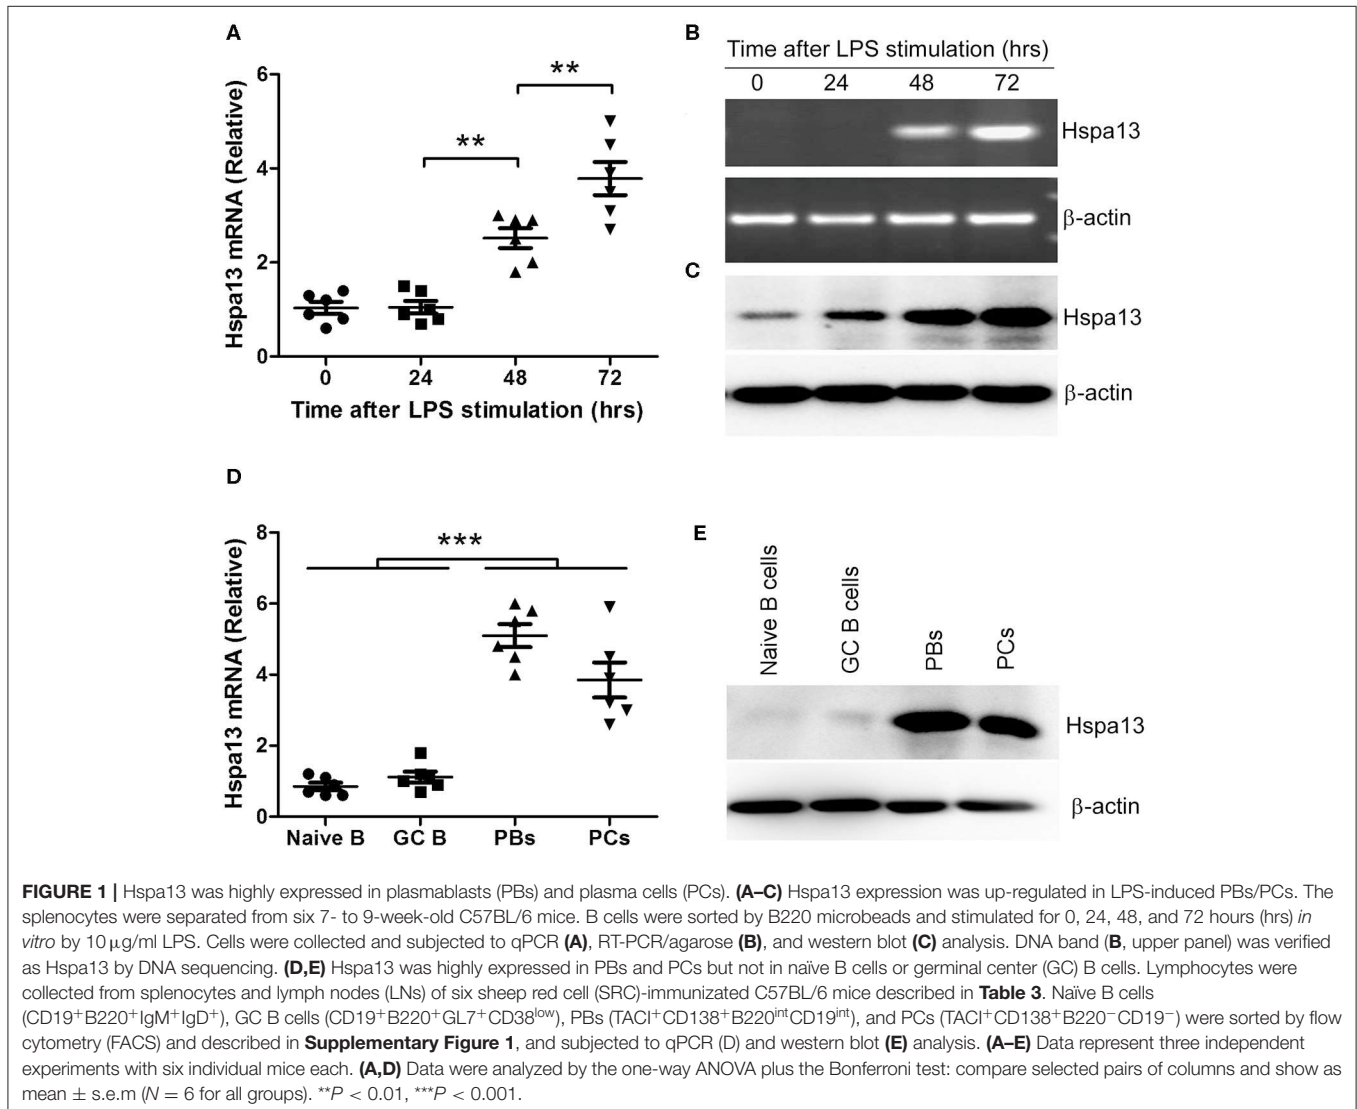 A
Hspa13 mRNA (Relative)
6
4
2
0
**
**
0 24 48 72
Time after LPS stimulation (hrs)
B
Time after LPS stimulation (hrs)
0 24 48 72
Hspa13
β-actin
C
Hspa13
β-actin
D
Hspa13 mRNA (Relative)
8
6
4
2
0
***
Naive B GC B PBs PCs
E
Naive B cells
GC B cells
PBs
PCs
Hspa13
β-actin
FIGURE 1 | Hspa13 was highly expressed in plasmablasts (PBs) and plasma cells (PCs). (A–C) Hspa13 expression was up-regulated in LPS-induced PBs/PCs. The
splenocytes were separated from six 7- to 9-week-old C57BL/6 mice. B cells were sorted by B220 microbeads and stimulated for 0, 24, 48, and 72 hours (hrs) in
vitro by 10 µg/ml LPS. Cells were collected and subjected to qPCR (A), RT-PCR/agarose (B), and western blot (C) analysis. DNA band (B, upper panel) was verified
as Hspa13 by DNA sequencing. (D,E) Hspa13 was highly expressed in PBs and PCs but not in naïve B cells or germinal center (GC) B cells. Lymphocytes were
collected from splenocytes and lymph nodes (LNs) of six sheep red cell (SRC)-immunizated C57BL/6 mice described in Table 3. Naïve B cells
(CD19+B220+IgM+IgD+), GC B cells (CD19+B220+GL7+CD38low), PBs (TACI+CD138+B220intCD19int), and PCs (TACI+CD138+B220−CD19−) were sorted by flow
cytometry (FACS) and described in Supplementary Figure 1, and subjected to qPCR (D) and western blot (E) analysis. (A–E) Data represent three independent
experiments with six individual mice each. (A,D) Data were analyzed by the one-way ANOVA plus the Bonferroni test: compare selected pairs of columns and show as
mean ± s.e.m (N = 6 for all groups). **P < 0.01, ***P < 0.001.